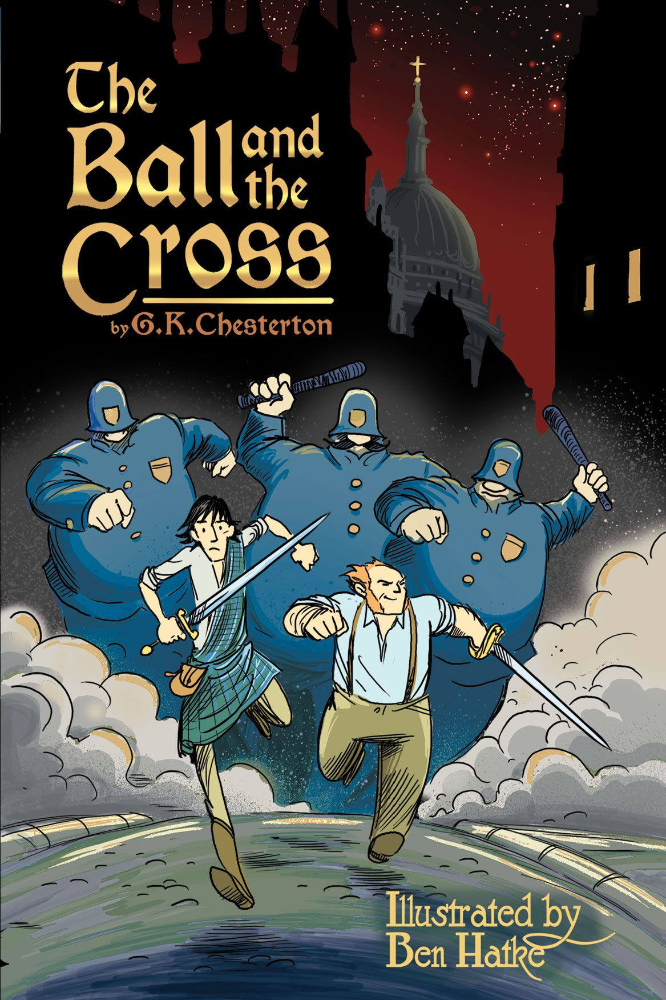 The
Ball and
the
Cross
by G.K. Chesterton
Illustrated by
Ben Hatke